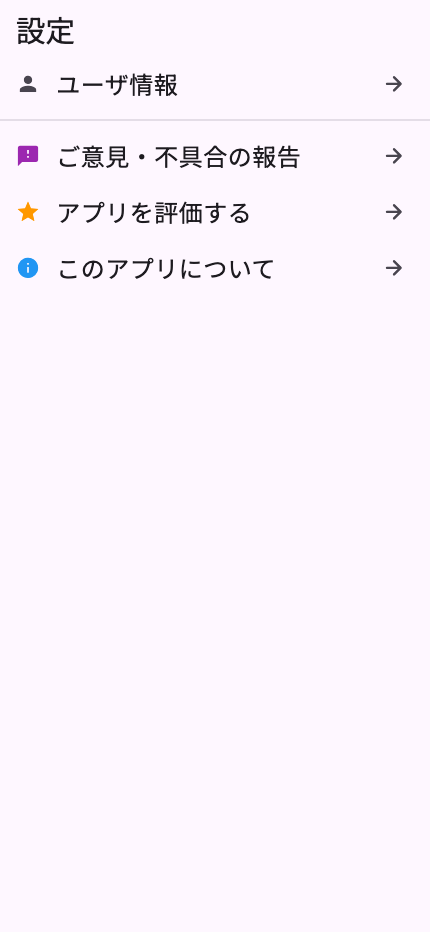 設定
ユーザ情報
ご意見・不具合の報告
アプリを評価する
このアプリについて